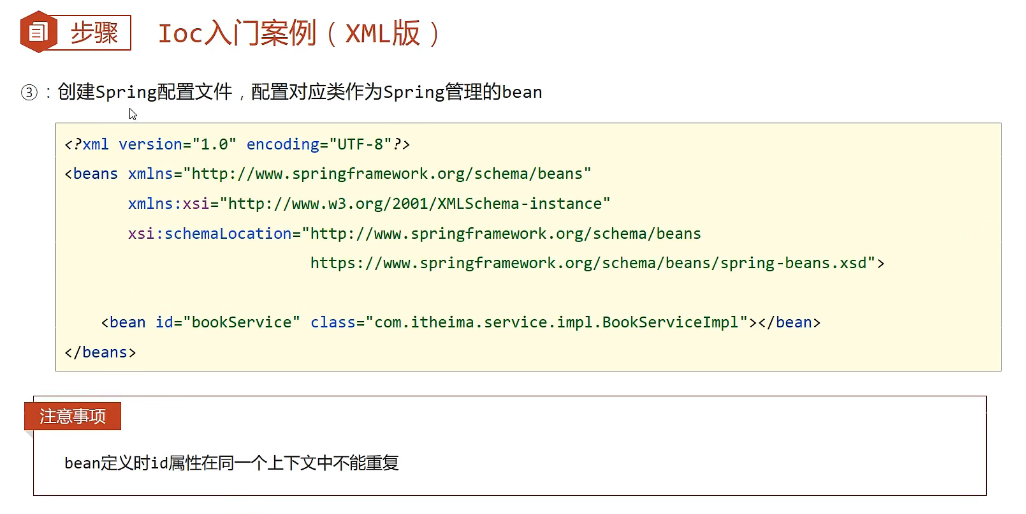 步骤 Ioc入门案例（XML版）
③：创建Spring配置文件，配置对应类作为Spring管理的bean
<?xml version="1.0" encoding="UTF-8"?>
<beans xmlns="http://www.springframework.org/schema/beans"
xmlns:xsi="http://www.w3.org/2001/XMLSchema-instance"
xsi:schemaLocation="http://www.springframework.org/schema/beans
https://www.springframework.org/schema/beans/spring-beans.xsd">
<bean id="bookService" class="com.itheima.service.impl.BookServiceImpl"></bean>
</beans>
注意事项
bean定义时id属性在同一个上下文中不能重复